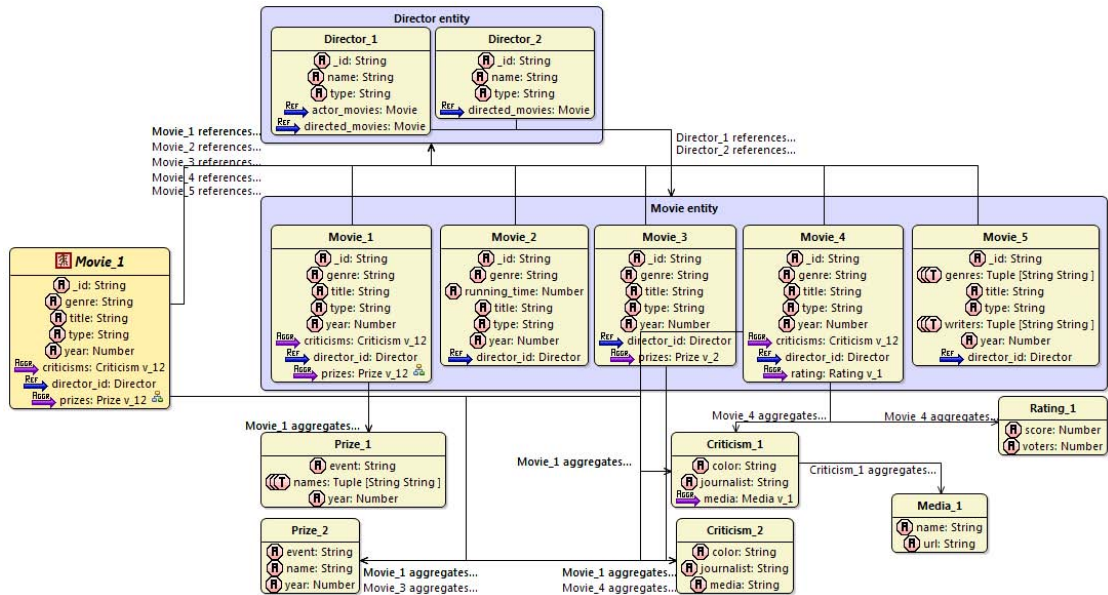 Director entity
Director_1
_id: String
name: String
type: String
actor_movies: Movie
directed_movies: Movie
Director_2
_id: String
name: String
type: String
directed_movies: Movie
Movie_1 references...
Movie_2 references...
Movie_3 references...
Movie_4 references...
Movie_5 references...
Director_1 references...
Director_2 references...
Movie_1
_id: String
genre: String
title: String
type: String
year: Number
criticisms: Criticism v_12
director_id: Director
prizes: Prize v_12
Movie entity
Movie_1
_id: String
genre: String
title: String
type: String
year: Number
criticisms: Criticism v_12
director_id: Director
prizes: Prize v_12
Movie_2
_id: String
genre: String
running_time: Number
title: String
type: String
year: Number
director_id: Director
Movie_3
_id: String
genre: String
title: String
type: String
year: Number
director_id: Director
prizes: Prize v_2
Movie_4
_id: String
genre: String
title: String
type: String
year: Number
criticisms: Criticism v_12
director_id: Director
rating: Rating v_1
Movie_5
_id: String
genres: Tuple [String String ]
title: String
type: String
writers: Tuple [String String ]
year: Number
director_id: Director
Movie_1 aggregates...
Movie_4 aggregates...
Movie_4 aggregates...
Rating_1
score: Number
voters: Number
Prize_1
event: String
names: Tuple [String String ]
year: Number
Movie_1 aggregates...
Criticism_1
color: String
journalist: String
media: Media v_1
Criticism_1 aggregates...
Media_1
name: String
url: String
Prize_2
event: String
name: String
year: Number
Movie_1 aggregates...
Movie_3 aggregates...
Movie_1 aggregates...
Movie_4 aggregates...
Criticism_2
color: String
journalist: String
media: String